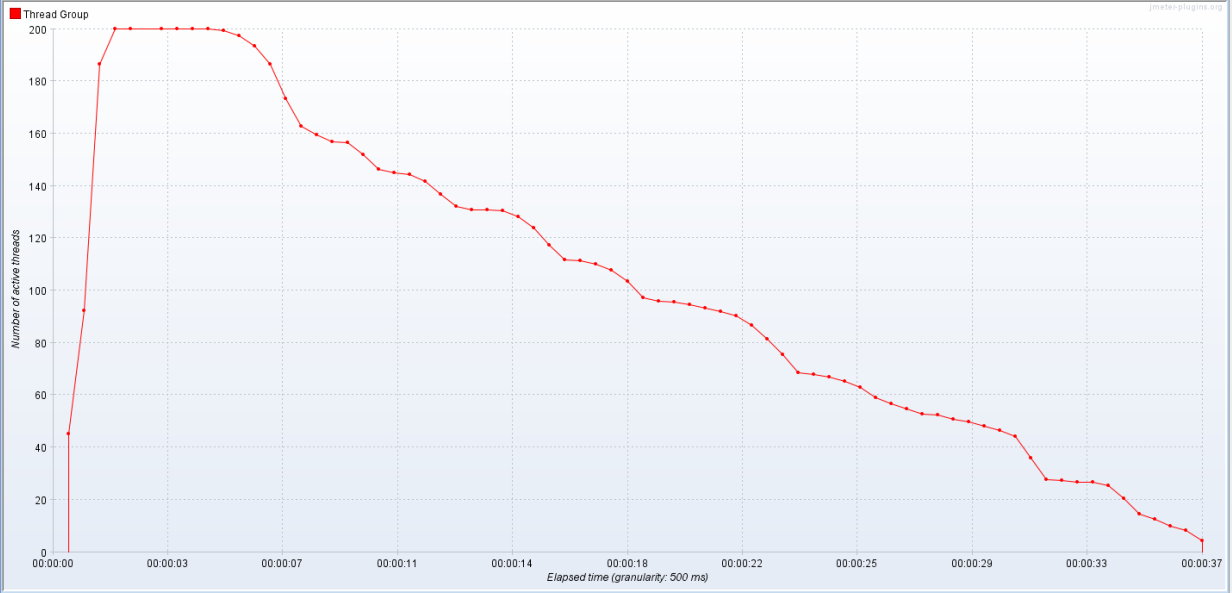 Thread Group
jmeter-plugins.org
200
180
160
140
120
100
80
60
40
20
0
Number of active threads
00:00:00 00:00:03 00:00:07 00:00:11 00:00:14 00:00:18 00:00:22 00:00:25 00:00:29 00:00:33 00:00:37
Elapsed time (granularity: 500 ms)